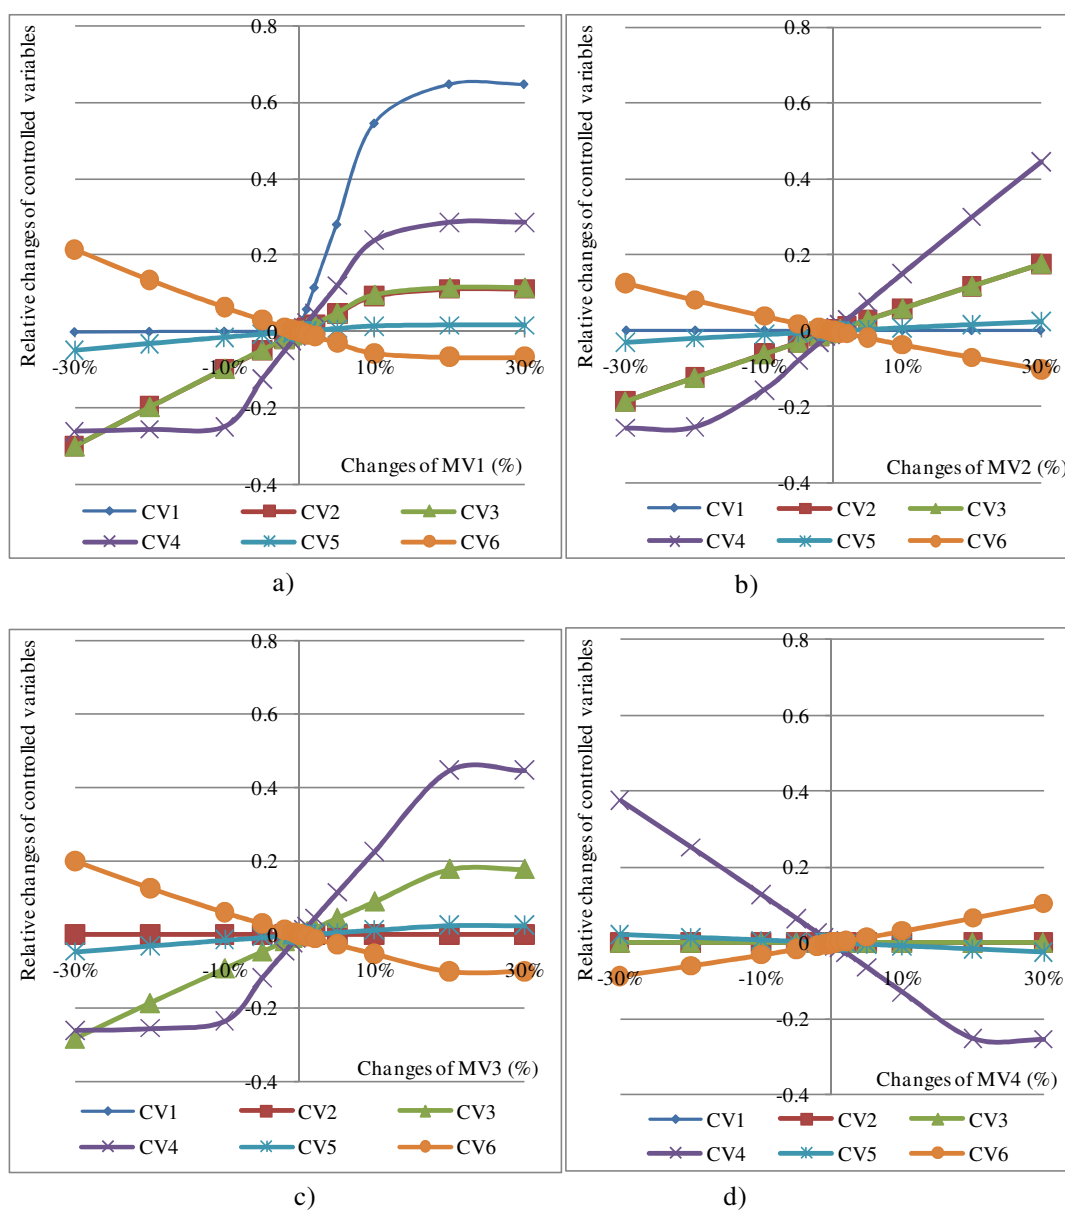 Relative changes of controlled variables
0.8
0.6
0.4
0.2
0
-0.2
-0.4
-30%
-10%
10%
30%
Changes of MV1 (%)
CV1
CV2
CV3
CV4
CV5
CV6
a)
Relative changes of controlled variables
0.8
0.6
0.4
0.2
0
-0.2
-0.4
-30%
-10%
10%
30%
Changes of MV2 (%)
CV1
CV2
CV3
CV4
CV5
CV6
b)
Relative changes of controlled variables
0.8
0.6
0.4
0.2
0
-0.2
-0.4
-30%
-10%
10%
30%
Changes of MV3 (%)
CV1
CV2
CV3
CV4
CV5
CV6
c)
Relative changes of controlled variables
0.8
0.6
0.4
0.2
0
-0.2
-0.4
-30%
-10%
10%
30%
Changes of MV4 (%)
CV1
CV2
CV3
CV4
CV5
CV6
d)